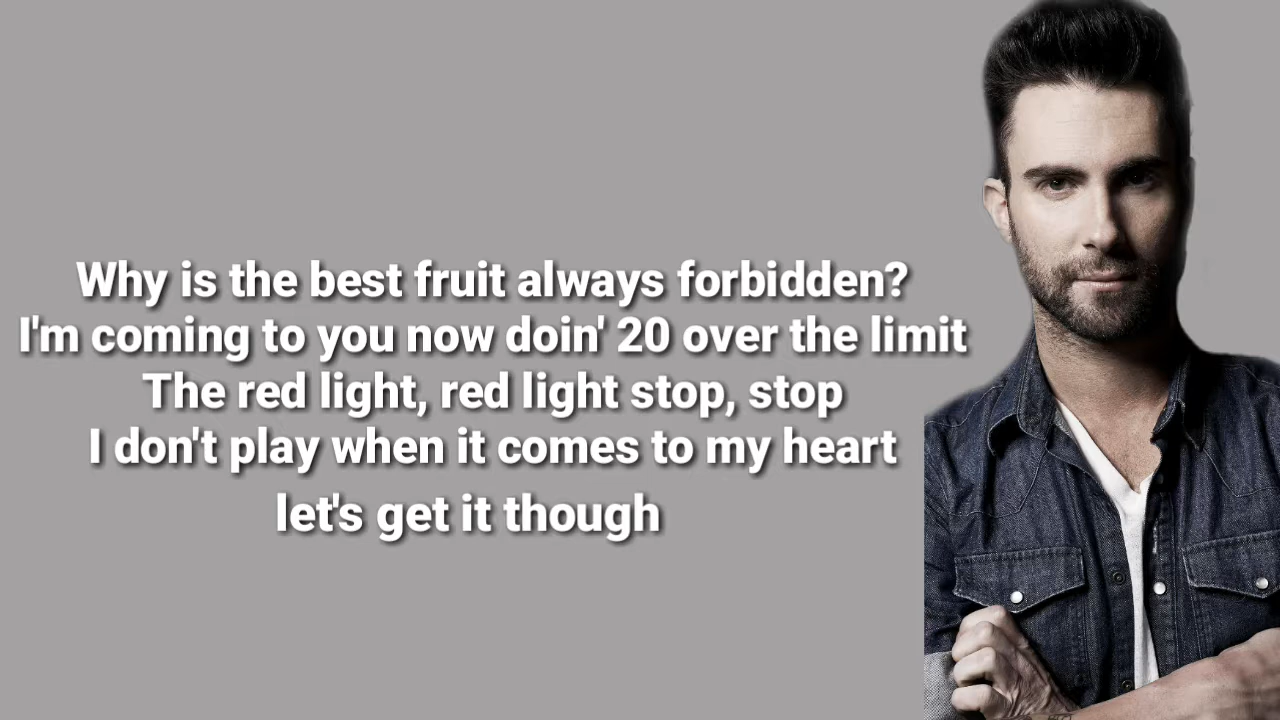 Why is the best fruit always forbidden?
I'm coming to you now doin' 20 over the limit
The red light, red light stop, stop
I don't play when it comes to my heart
let's get it though